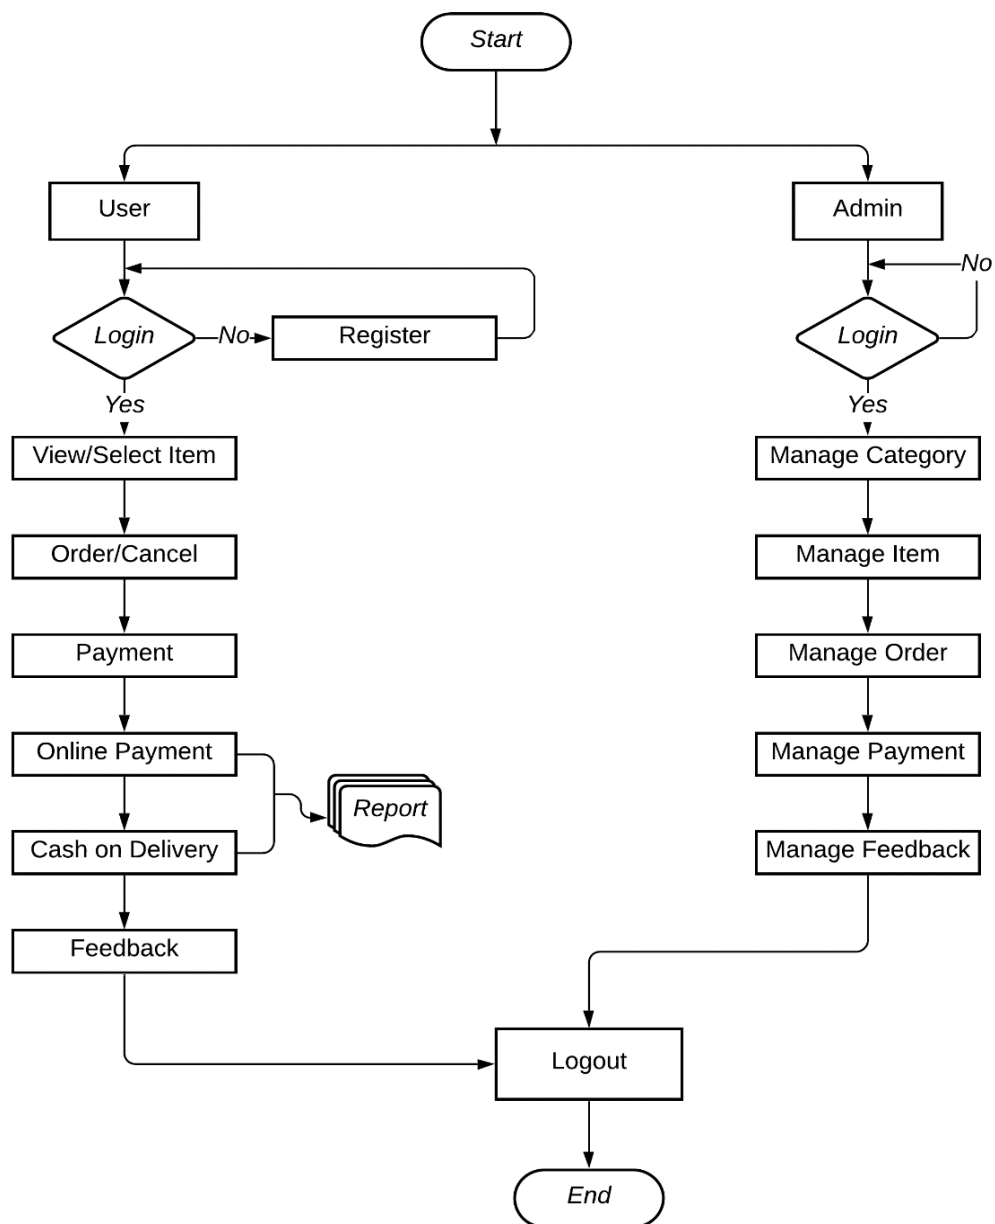 Start
User
Admin
No
Login
No
Register
Login
Yes
Yes
View/Select Item
Manage Category
Order/Cancel
Manage Item
Payment
Manage Order
Online Payment
Manage Payment
Report
Cash on Delivery
Manage Feedback
Feedback
Logout
End